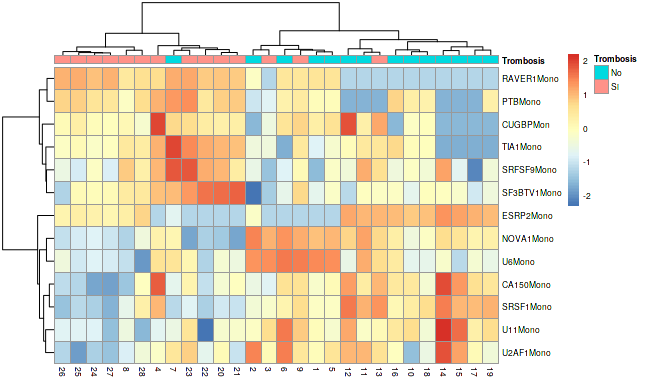 Trombosis
RAVER1Mono
PTBMono
CUGBPMon
TIA1Mono
SRFSF9Mono
SF3BTV1Mono
ESRP2Mono
NOVA1Mono
U6Mono
CA150Mono
SRSF1Mono
U11Mono
U2AF1Mono
26 25 24 27 8 28 4 7 23 22 20 21 2 3 6 9 1 5 12 11 13 16 10 18 14 15 17 19
2
1
0
-1
-2
Trombosis
No
SI